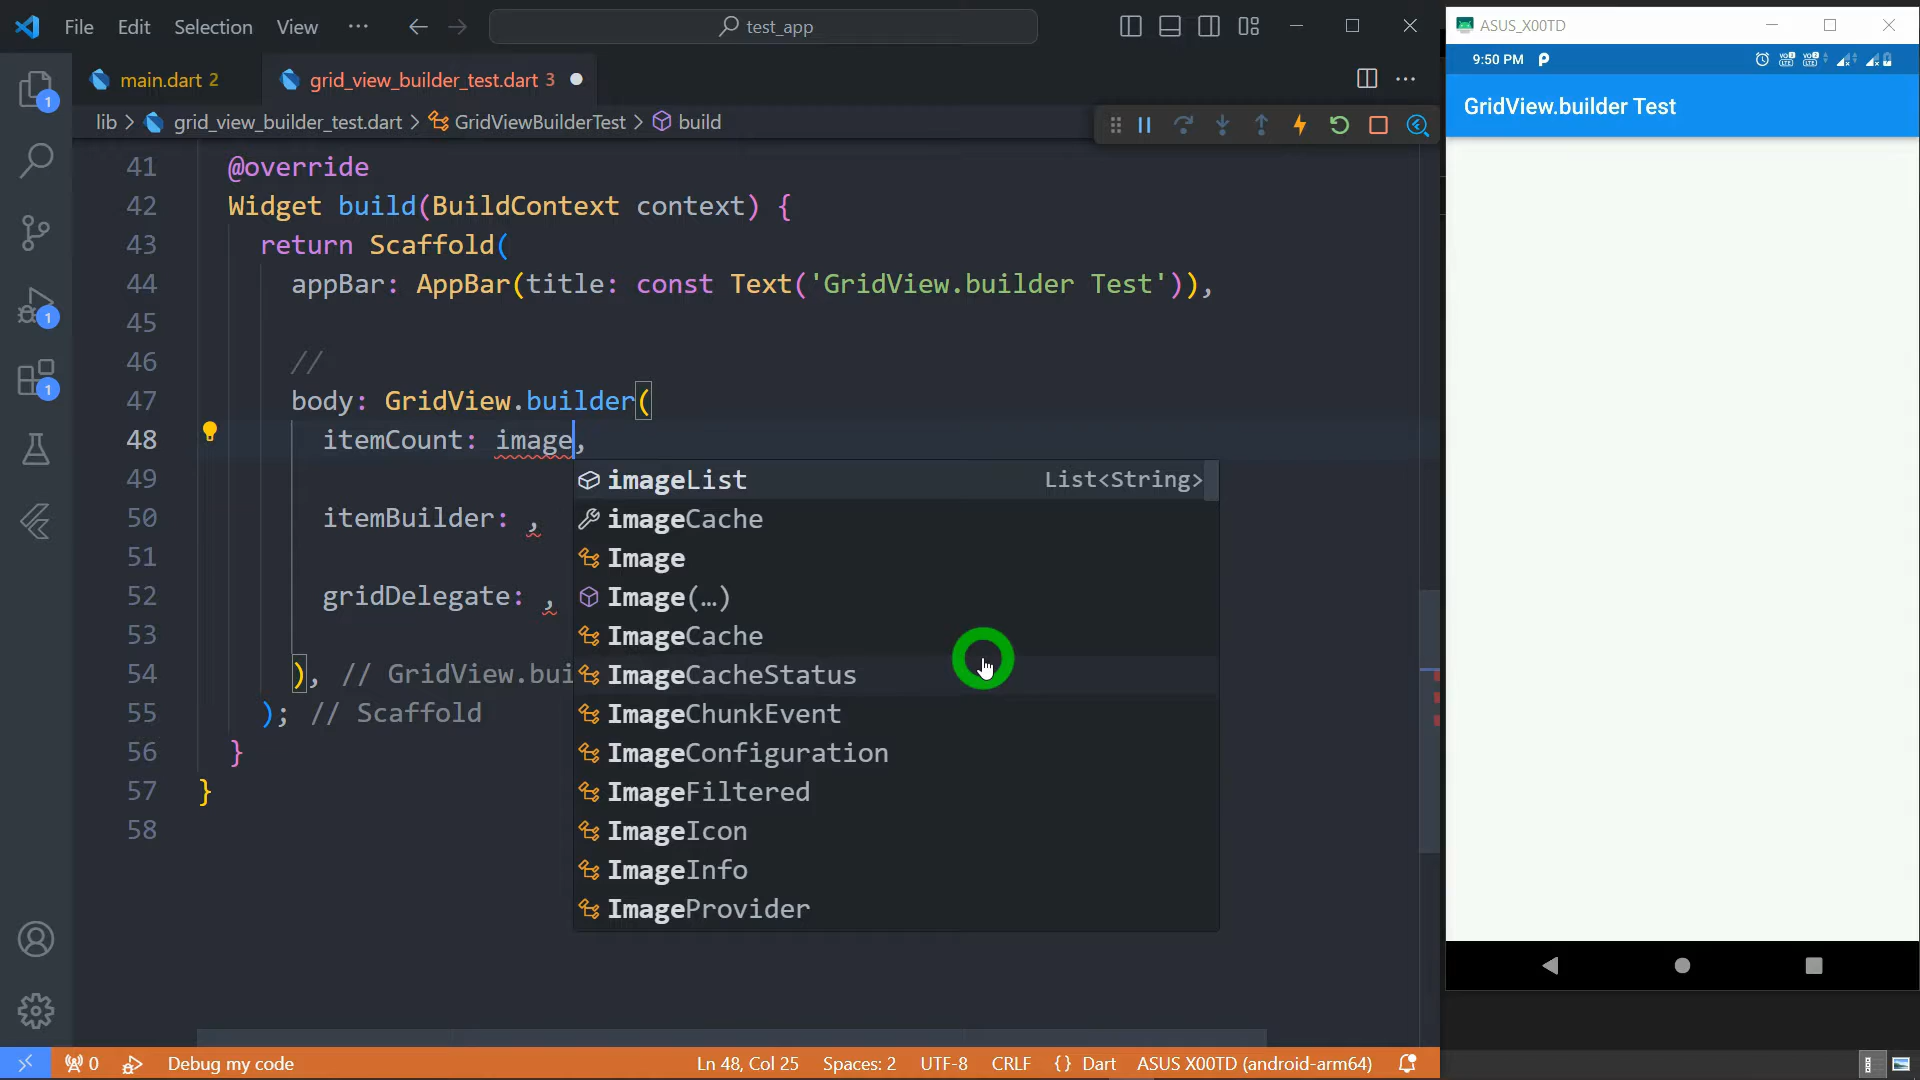 File Edit Selection View ··· test_app
main.dart 2 grid_view_builder_test.dart 3
lib > grid_view_builder_test.dart > GridViewBuilderTest > build
41 @override
42 Widget build(BuildContext context) {
43 return Scaffold(
44 appBar: AppBar(title: const Text('GridView.builder Test')),
45
46 //
47 body: GridView.builder(
48 itemCount: image,
49
50 itemBuilder: ,
51
52 gridDelegate: ,
53
54 ), // GridView.bui
55 ); // Scaffold
56 }
57 }
58
imageList List<String>
imageCache
Image
Image(…)
ImageCache
ImageCacheStatus
ImageChunkEvent
ImageConfiguration
ImageFiltered
ImageIcon
ImageInfo
ImageProvider
1
1
1
0 Debug my code Ln 48, Col 25 Spaces: 2 UTF-8 CRLF {} Dart ASUS X00TD (android-arm64)
ASUS_X00TD
9:50 PM
GridView.builder Test